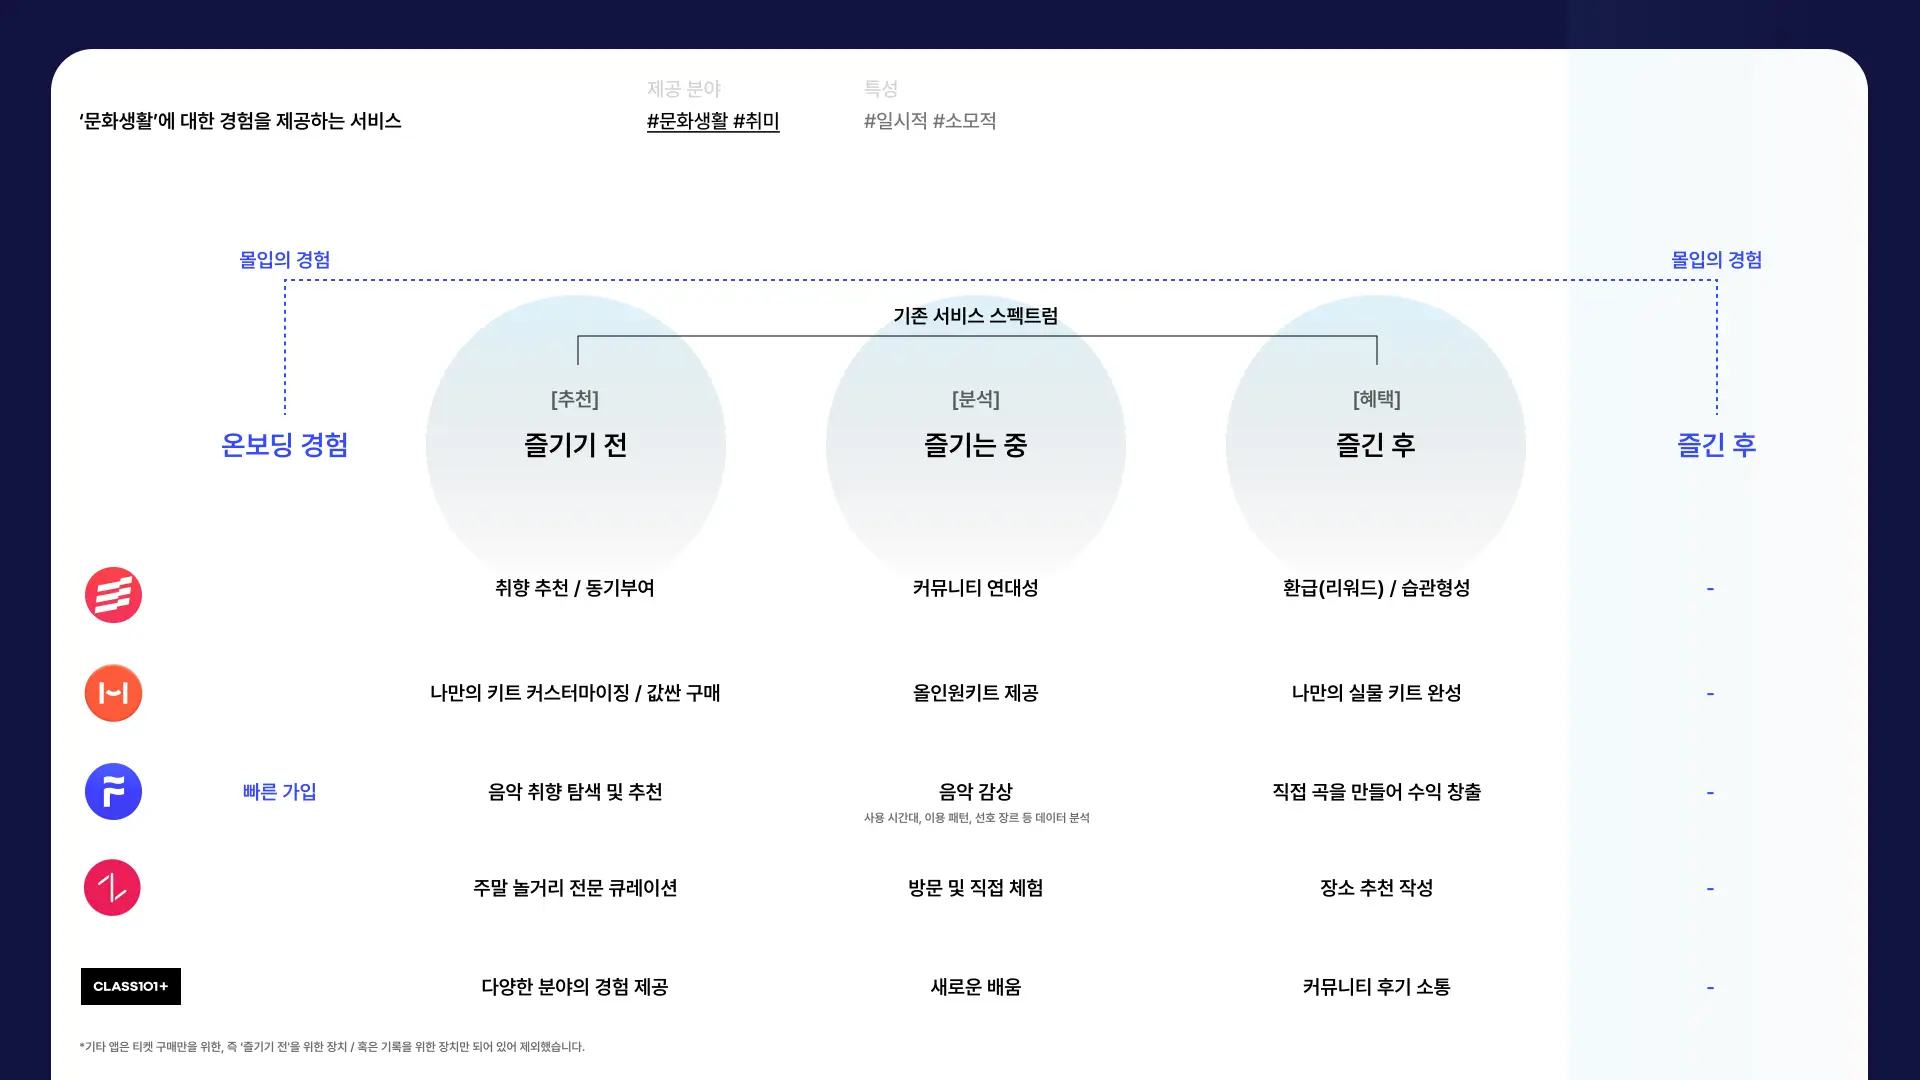 제공 분야
특성
‘문화생활’에 대한 경험을 제공하는 서비스
#문화생활 #취미
#일시적 #소모적
몰입의 경험
몰입의 경험
기존 서비스 스펙트럼
[추천]
[분석]
[혜택]
온보딩 경험
즐기기 전
즐기는 중
즐긴 후
즐긴 후
취향 추천 / 동기부여
커뮤니티 연대성
환급(리워드) / 습관형성
-
나만의 키트 커스터마이징 / 값싼 구매
올인원키트 제공
나만의 실물 키트 완성
-
빠른 가입
음악 취향 탐색 및 추천
음악 감상
사용 시간대, 이용 패턴, 선호 장르 등 데이터 분석
직접 곡을 만들어 수익 창출
-
주말 놀거리 전문 큐레이션
방문 및 직접 체험
장소 추천 작성
-
CLASS101+
다양한 분야의 경험 제공
새로운 배움
커뮤니티 후기 소통
-
*기타 앱은 티켓 구매만을 위한, 즉 ‘즐기기 전'을 위한 장치 / 혹은 기록을 위한 장치만 되어 있어 제외했습니다.